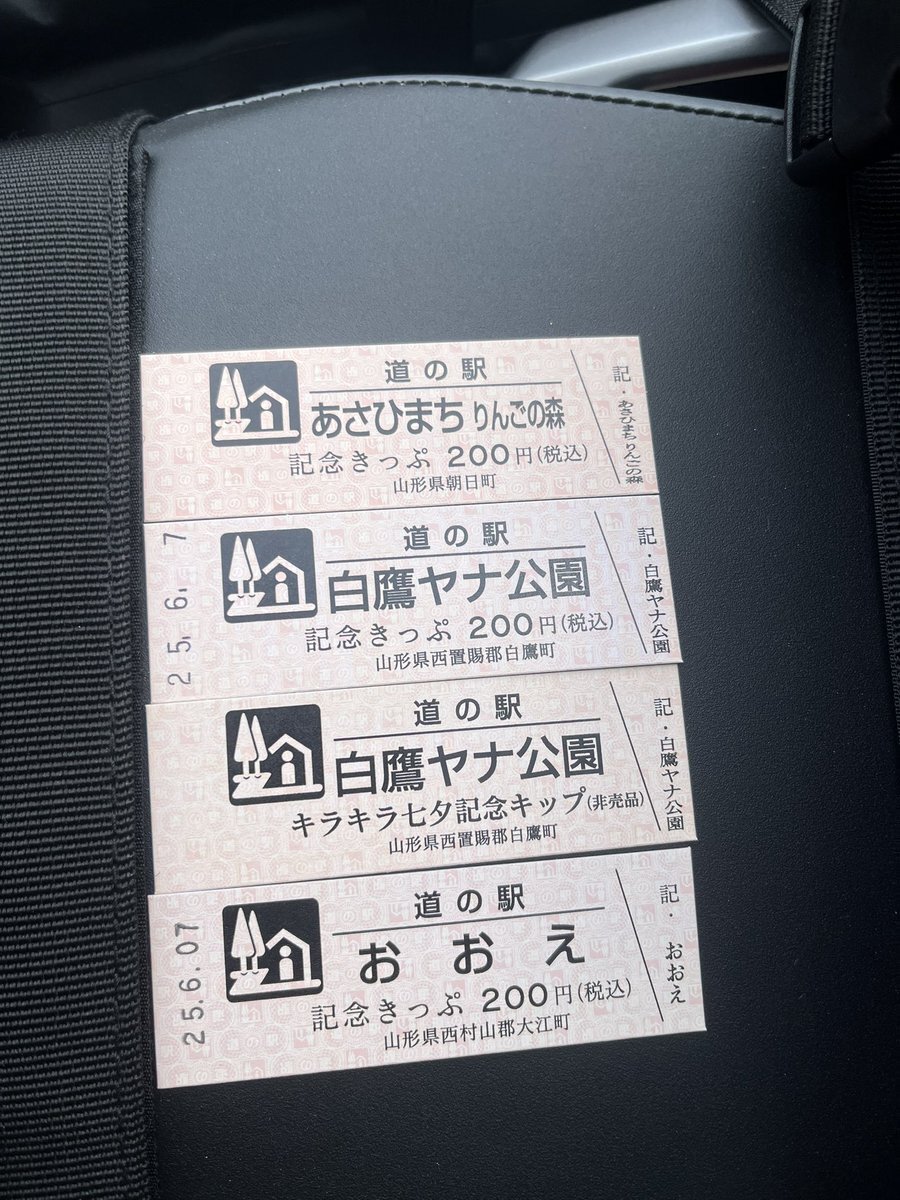 道の駅
あさひまち りんごの森
記念きっぷ 200円(税込)
山形県朝日町
記・あさひまちりんごの森
25.6.7
道の駅
白鷹ヤナ公園
記念きっぷ 200円(税込)
山形県西置賜郡白鷹町
記・白鷹ヤナ公園
道の駅
白鷹ヤナ公園
キラキラ七夕記念キップ(非売品)
山形県西置賜郡白鷹町
記・白鷹ヤナ公園
25.6.07
道の駅
おおえ
記念きっぷ 200円(税込)
山形県西村山郡大江町
記・おおえ